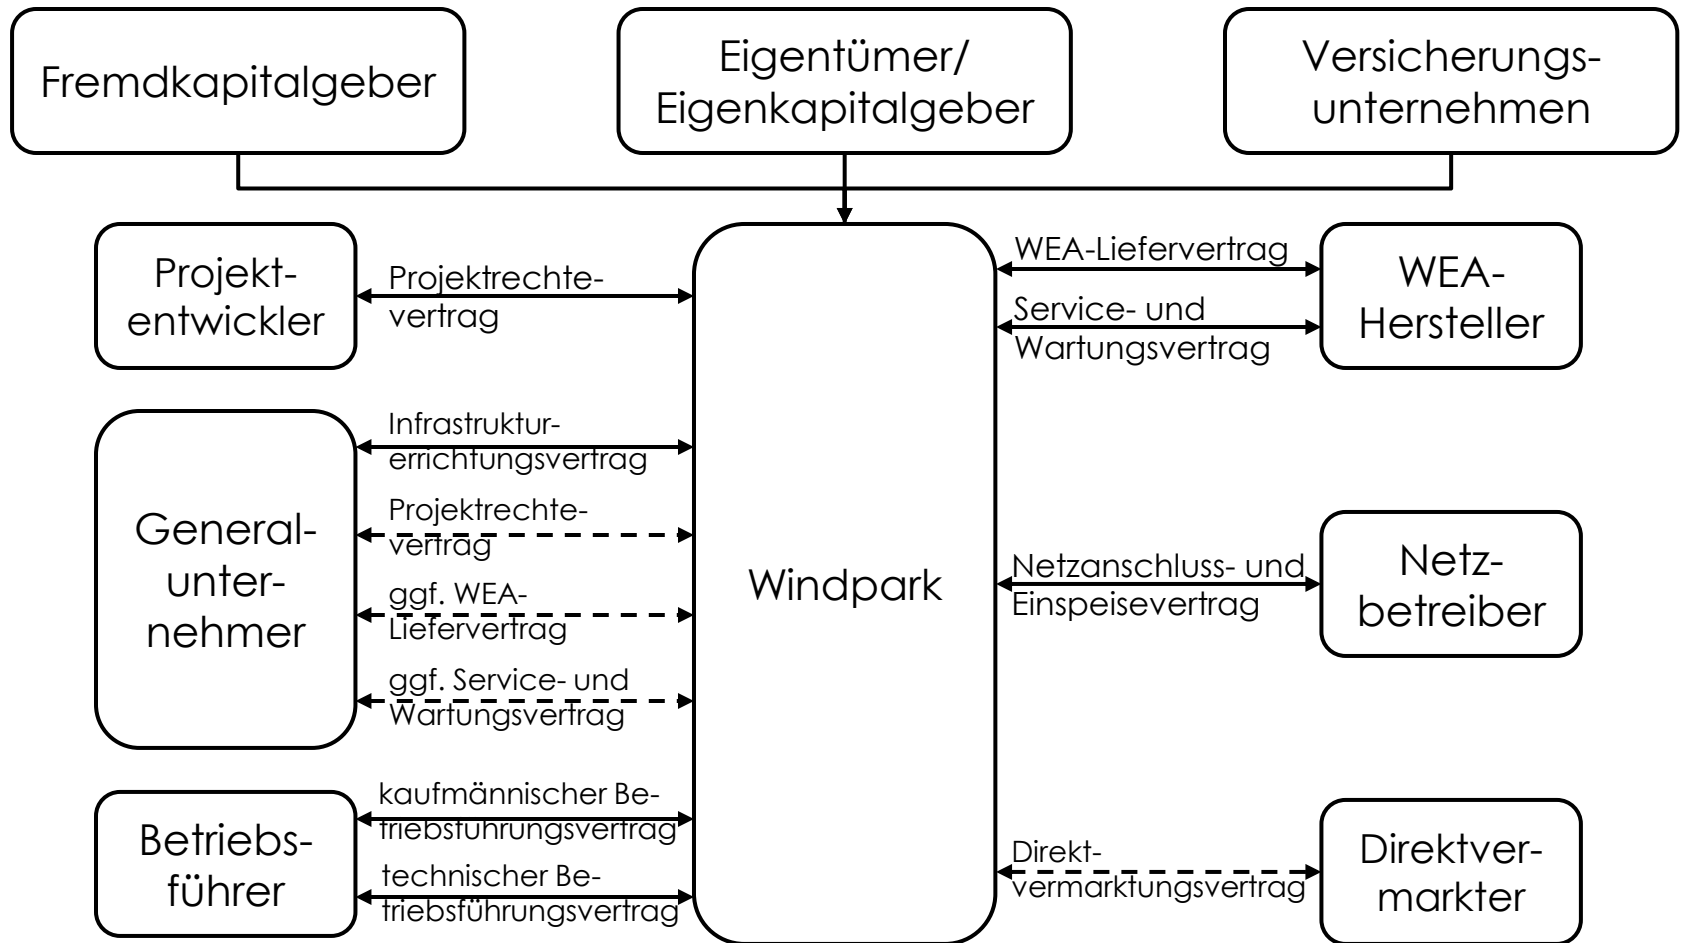 Fremdkapitalgeber
Eigentümer/
Eigenkapitalgeber
Versicherungs-
unternehmen
Projekt-
entwickler
Projektrechte-
vertrag
General-
unter-
nehmer
Infrastruktur-
errichtungsvertrag
Projektrechte-
vertrag
ggf. WEA-
Liefervertrag
ggf. Service- und
Wartungsvertrag
Betriebs-
führer
kaufmännischer Be-
triebsführungsvertrag
technischer Be-
triebsführungsvertrag
Windpark
WEA-Liefervertrag
Service- und
Wartungsvertrag
WEA-
Hersteller
Netzanschluss- und
Einspeisevertrag
Netz-
betreiber
Direkt-
vermarktungsvertrag
Direktver-
markter